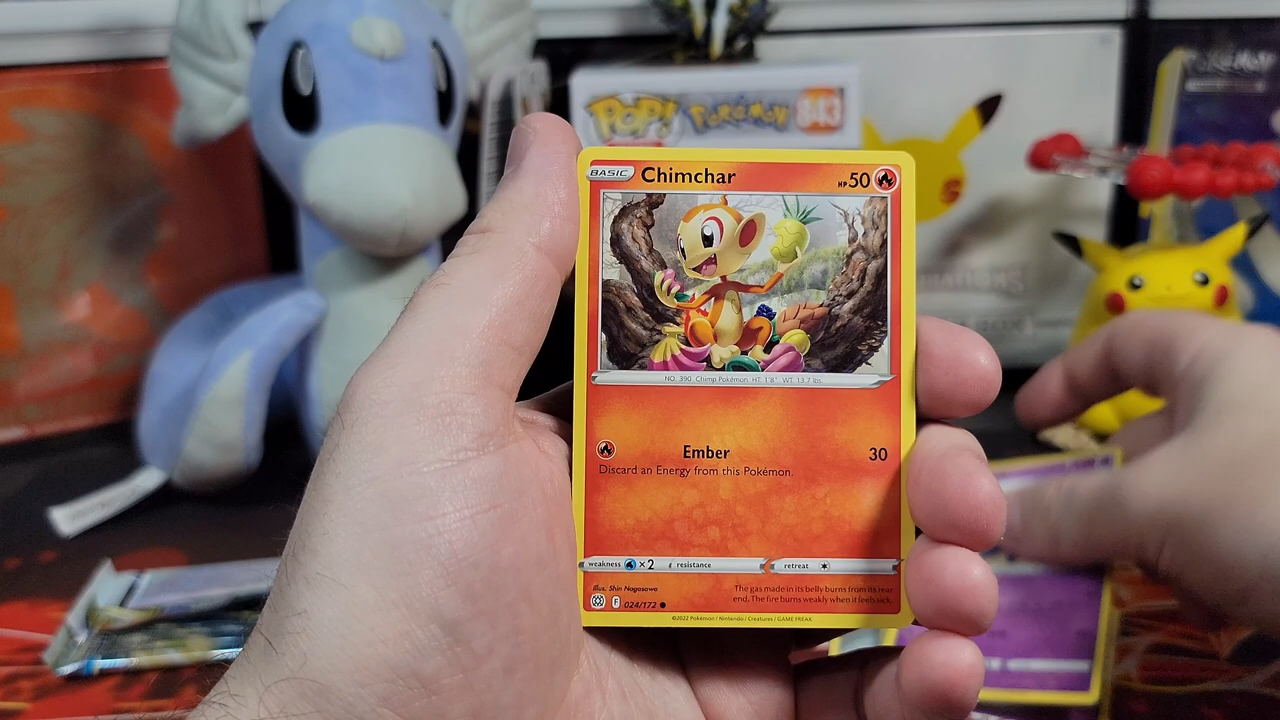 POP! Pokémon 843
POKÉMON
BASIC Chimchar HP 50
NO. 390 Chimp Pokémon HT: 1'8" WT: 13.7 lbs.
Ember 30
Discard an Energy from this Pokémon.
weakness ×2 resistance retreat
Illus. Shin Nagasawa
The gas made in its belly burns from its rear
end. The fire burns weakly when it feels sick.
F 024/172
©2022 Pokémon / Nintendo / Creatures / GAME FREAK